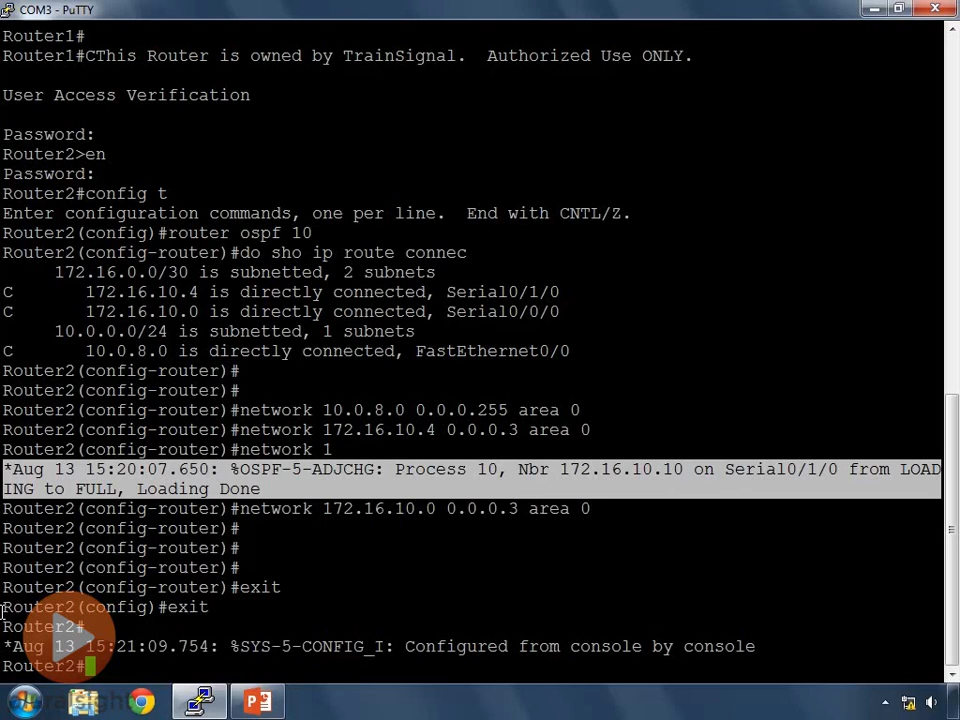 COM3 - PuTTY
Router1#
Router1#CThis Router is owned by TrainSignal.  Authorized Use ONLY.
User Access Verification
Password:
Router2>en
Password:
Router2#config t
Enter configuration commands, one per line.  End with CNTL/Z.
Router2(config)#router ospf 10
Router2(config-router)#do sho ip route connec
     172.16.0.0/30 is subnetted, 2 subnets
C       172.16.10.4 is directly connected, Serial0/1/0
C       172.16.10.0 is directly connected, Serial0/0/0
     10.0.0.0/24 is subnetted, 1 subnets
C       10.0.8.0 is directly connected, FastEthernet0/0
Router2(config-router)#
Router2(config-router)#
Router2(config-router)#network 10.0.8.0 0.0.0.255 area 0
Router2(config-router)#network 172.16.10.4 0.0.0.3 area 0
Router2(config-router)#network 1
*Aug 13 15:20:07.650: %OSPF-5-ADJCHG: Process 10, Nbr 172.16.10.10 on Serial0/1/0 from LOAD
ING to FULL, Loading Done
Router2(config-router)#network 172.16.10.0 0.0.0.3 area 0
Router2(config-router)#
Router2(config-router)#
Router2(config-router)#
Router2(config-router)#exit
Router2(config)#exit
Router2#
*Aug 13 15:21:09.754: %SYS-5-CONFIG_I: Configured from console by console
Router2#
pluralsight